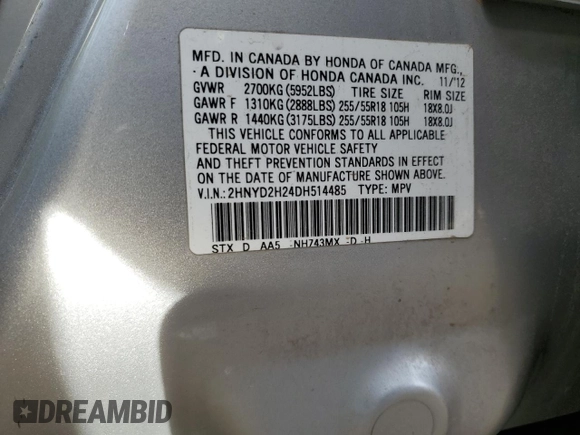 MFD. IN CANADA BY HONDA OF CANADA MFG.,
A DIVISION OF HONDA CANADA INC. 11/'12
GVWR 2700KG(5952LBS) TIRE SIZE RIM SIZE
GAWR F 1310KG(2888LBS) 255/55R18 105H 18X8.0J
GAWR R 1440KG(3175LBS) 255/55R18 105H 18X8.0J
THIS VEHICLE CONFORMS TO ALL APPLICABLE
FEDERAL MOTOR VEHICLE SAFETY
AND THEFT PREVENTION STANDARDS IN EFFECT
ON THE DATE OF MANUFACTURE SHOWN ABOVE.
V.I.N.: 2HNYD2H24DH514485 TYPE: MPV
STX D AA5 NH743MX D H
DREAMBID